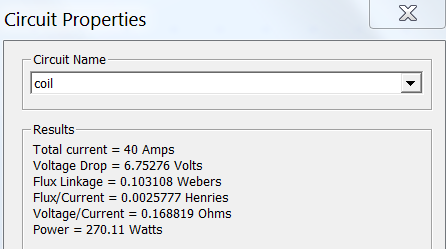 Circuit Properties
Circuit Name
coil
Results
Total current = 40 Amps
Voltage Drop = 6.75276 Volts
Flux Linkage = 0.103108 Webers
Flux/Current = 0.0025777 Henries
Voltage/Current = 0.168819 Ohms
Power = 270.11 Watts